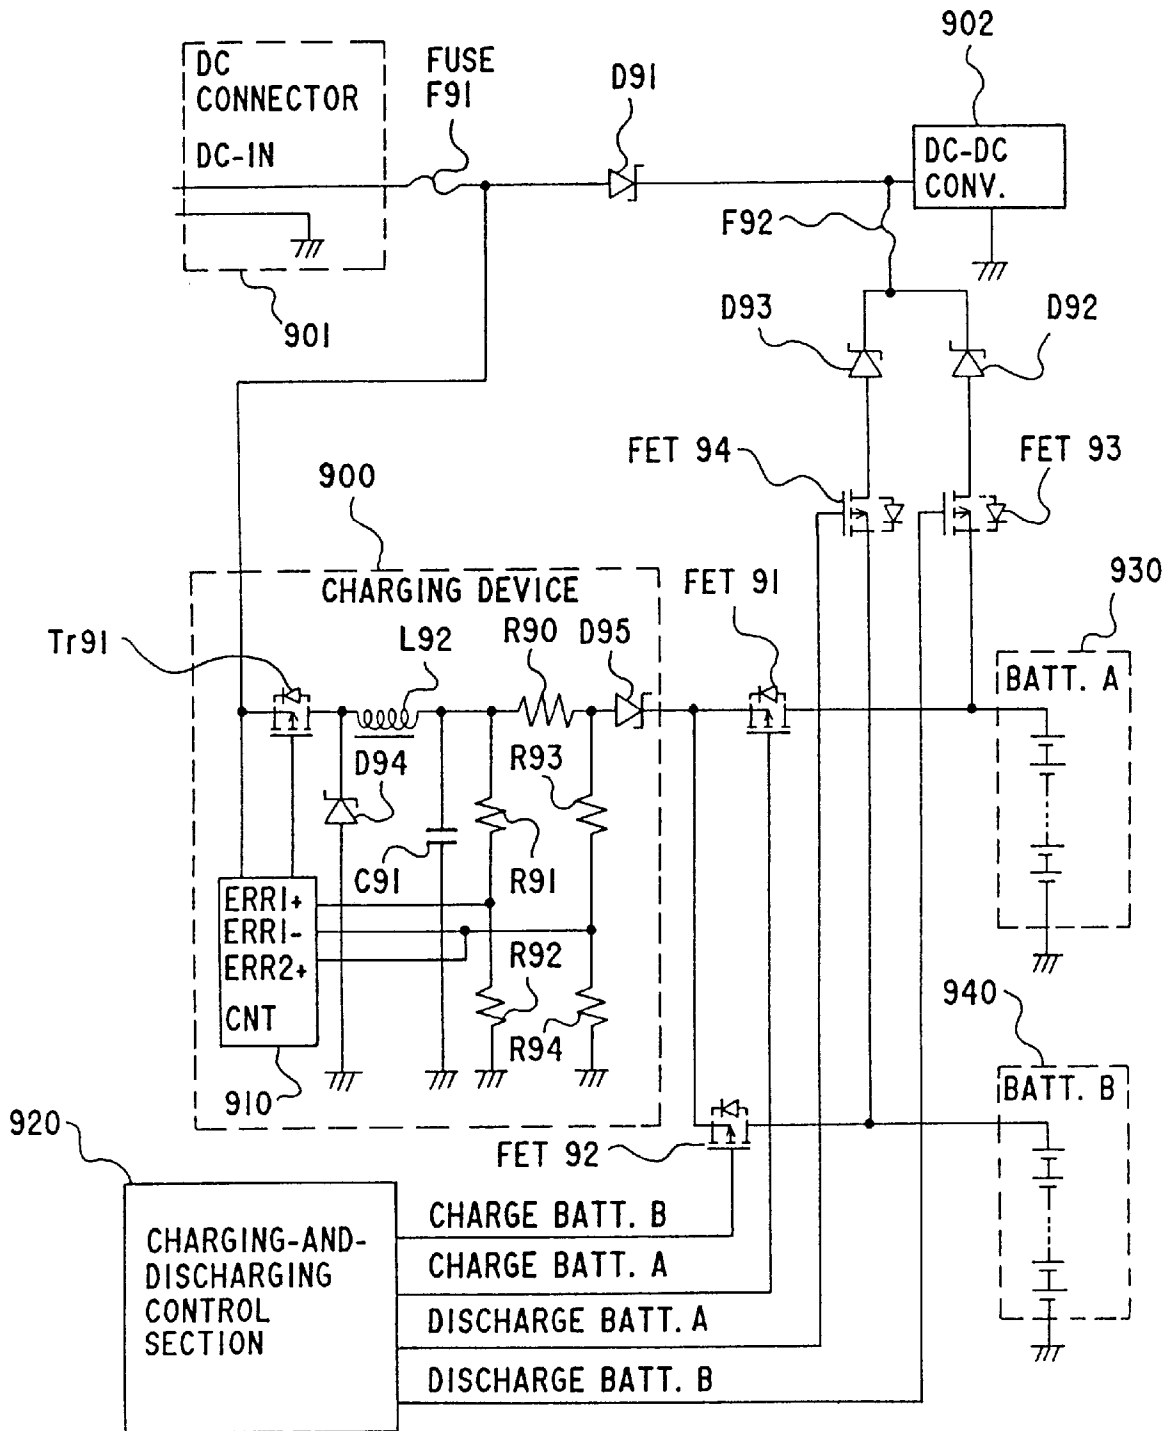 902
DC
CONNECTOR
DC-IN
FUSE
F91
D91
DC-DC
CONV.
F92
901
D93
D92
FET 94
FET 93
900
CHARGING DEVICE
FET 91
930
Tr91
L92
R90
D95
BATT. A
D94
R93
C91
R91
ERR1+
ERR1-
ERR2+
CNT
R92
R94
910
940
BATT. B
920
FET 92
CHARGING-AND-
DISCHARGING
CONTROL
SECTION
CHARGE BATT. B
CHARGE BATT. A
DISCHARGE BATT. A
DISCHARGE BATT. B